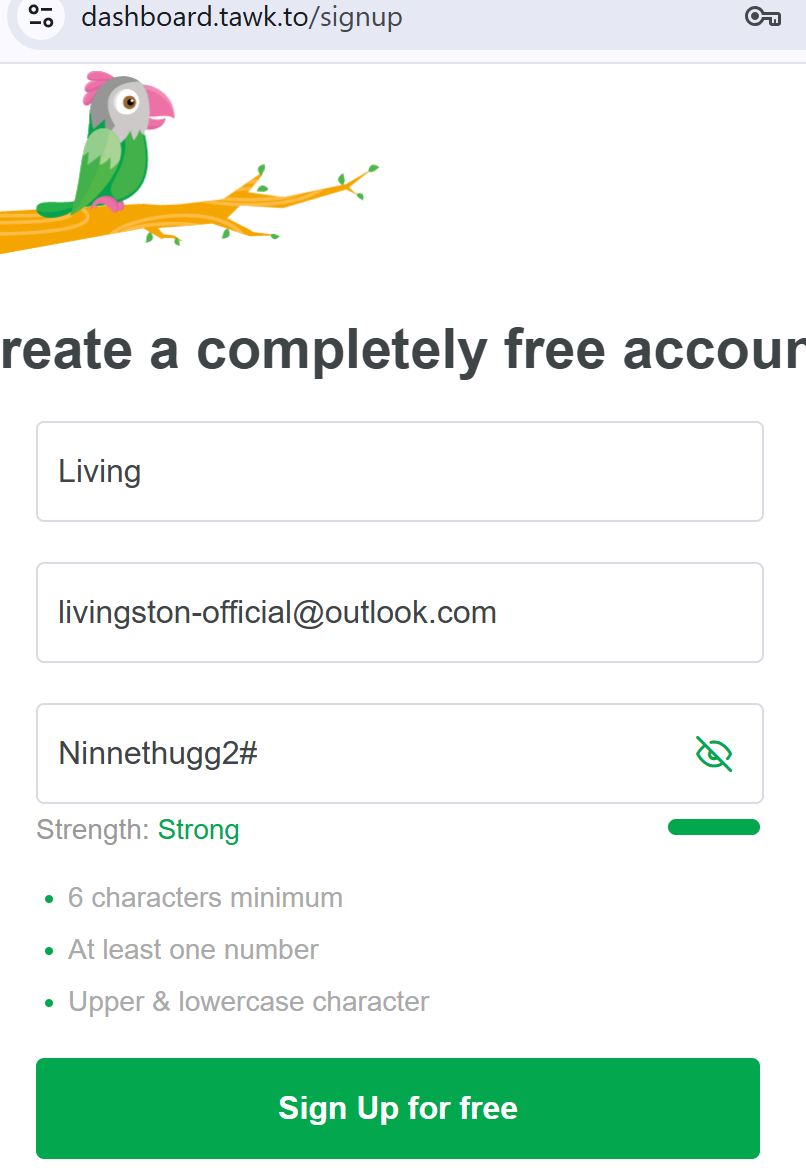 dashboard.tawk.to/signup
reate a completely free accoun
Living
livingston-official@outlook.com
Ninnethugg2#
Strength: Strong
6 characters minimum
At least one number
Upper & lowercase character
Sign Up for free